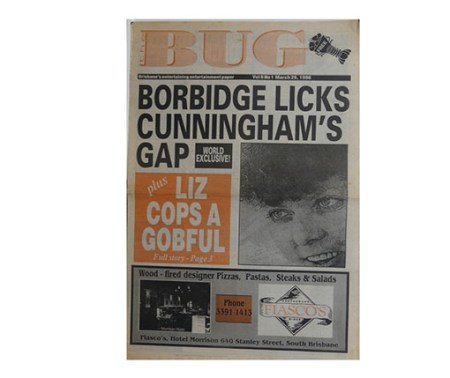 THE
BUG
Brisbane's entertaining entertainment paper
Vol 6 No 1 March 20, 1996
BORBIDGE LICKS
CUNNINGHAM'S
GAP
WORLD
EXCLUSIVE!
plus
LIZ
COPS A
GOBFUL
Full story - Page 3
Wood - fired designer Pizzas, Pastas, Steaks & Salads
Phone
3391 1413
FIASCO'S
Fiasco's, Hotel Morrison 640 Stanley Street, South Brisbane